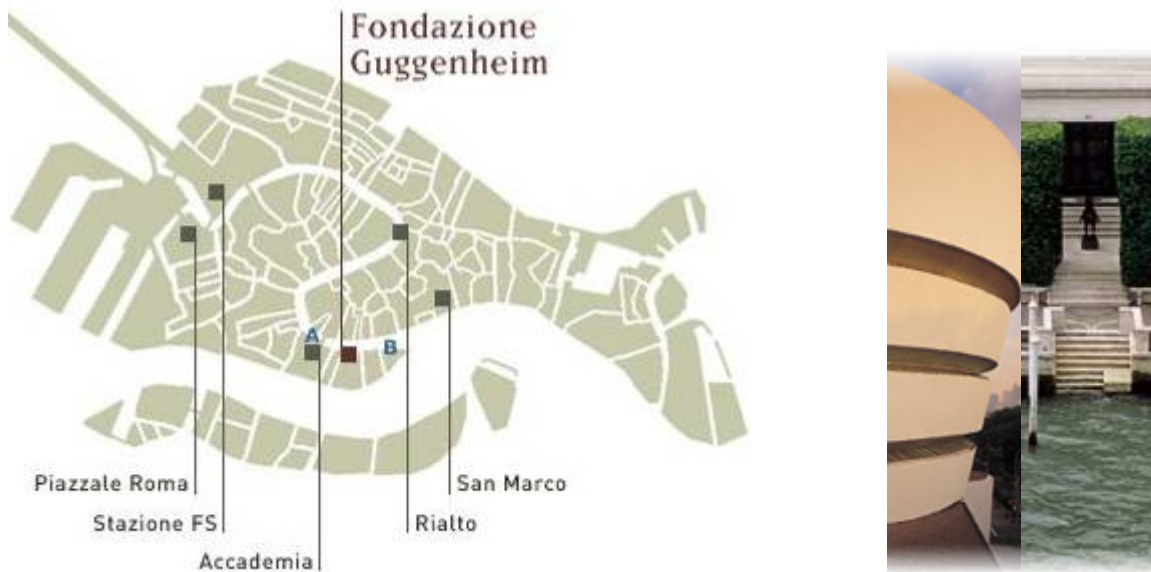 Fondazione
Guggenheim
A
B
Piazzale Roma
San Marco
Stazione FS
Rialto
Accademia